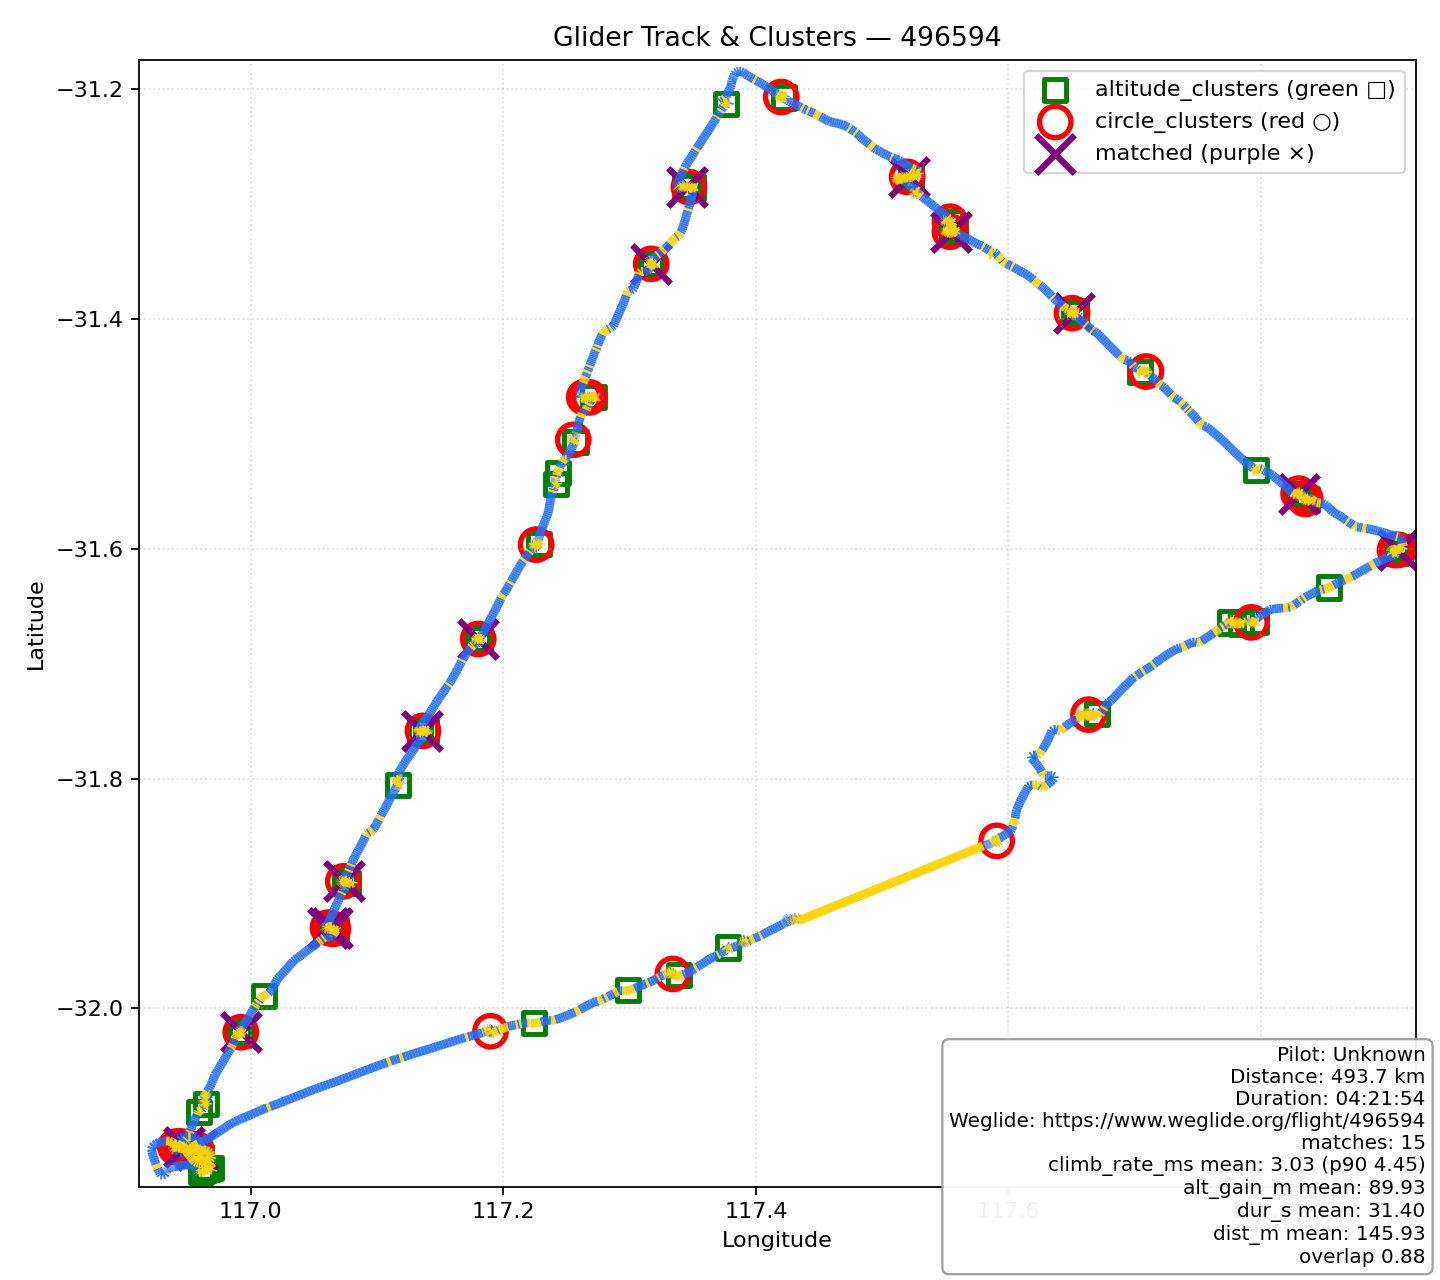 Glider Track & Clusters — 496594
altitude_clusters (green □)
circle_clusters (red ○)
matched (purple ×)
−31.2
−31.4
−31.6
−31.8
−32.0
Latitude
117.0
117.2
117.4
117.6
Longitude
Pilot: Unknown
Distance: 493.7 km
Duration: 04:21:54
Weglide: https://www.weglide.org/flight/496594
matches: 15
climb_rate_ms mean: 3.03 (p90 4.45)
alt_gain_m mean: 89.93
dur_s mean: 31.40
dist_m mean: 145.93
overlap 0.88